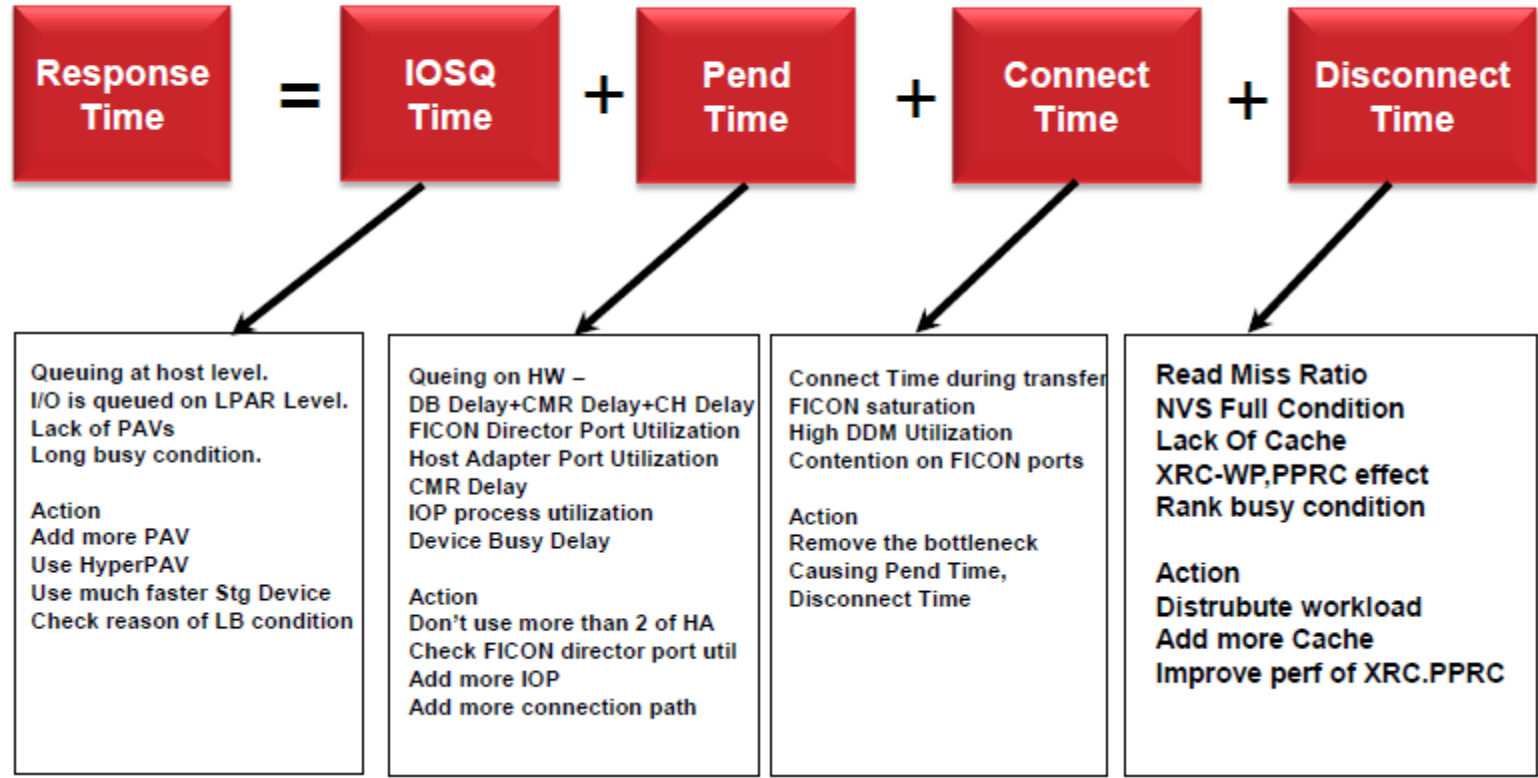 Response
Time
=
IOSQ
Time
+
Pend
Time
+
Connect
Time
+
Disconnect
Time
Queuing at host level.
I/O is queued on LPAR Level.
Lack of PAVs
Long busy condition.
Action
Add more PAV
Use HyperPAV
Use much faster Stg Device
Check reason of LB condition
Queing on HW –
DB Delay+CMR Delay+CH Delay
FICON Director Port Utilization
Host Adapter Port Utilization
CMR Delay
IOP process utilization
Device Busy Delay
Action
Don't use more than 2 of HA
Check FICON director port util
Add more IOP
Add more connection path
Connect Time during transfer
FICON saturation
High DDM Utilization
Contention on FICON ports
Action
Remove the bottleneck
Causing Pend Time,
Disconnect Time
Read Miss Ratio
NVS Full Condition
Lack Of Cache
XRC-WP,PPRC effect
Rank busy condition
Action
Distrubute workload
Add more Cache
Improve perf of XRC.PPRC